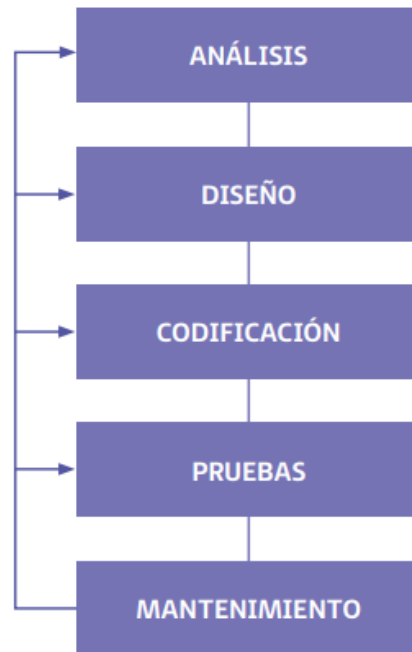 ANÁLISIS
DISEÑO
CODIFICACIÓN
PRUEBAS
MANTENIMIENTO